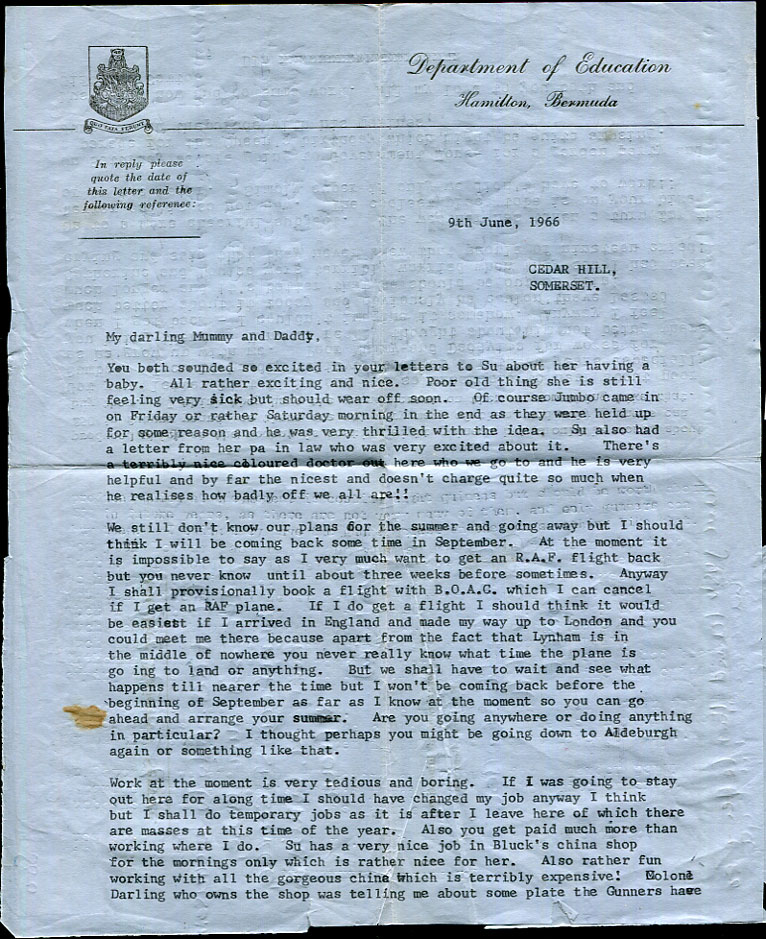 Department of Education
Hamilton, Bermuda
QUO FATA FERUNT
In reply please
quote the date of
this letter and the
following reference:
9th June, 1966
CEDAR HILL,
SOMERSET.
My darling Mummy and Daddy,
You both sounded so excited in your letters to Su about her having a
baby. All rather exciting and nice. Poor old thing she is still
feeling very sick but should wear off soon. Of course Jumbo came in
on Friday or rather Saturday morning in the end as they were held up
for some reason and he was very thrilled with the idea. Su also had
a letter from her pa in law who was very excited about it. There's
a terribly nice coloured doctor out here who we go to and he is very
helpful and by far the nicest and doesn't charge quite so much when
he realises how badly off we all are!!
We still don't know our plans for the summer and going away but I should
think I will be coming back some time in September. At the moment it
is impossible to say as I very much want to get an R.A.F. flight back
but you never know until about three weeks before sometimes. Anyway
I shall provisionally book a flight with B.O.A.C. which I can cancel
if I get an RAF plane. If I do get a flight I should think it would
be easiest if I arrived in England and made my way up to London and you
could meet me there because apart from the fact that Lynham is in
the middle of nowhere you never really know what time the plane is
go ing to land or anything. But we shall have to wait and see what
happens till nearer the time but I won't be coming back before the
beginning of September as far as I know at the moment so you can go
ahead and arrange your summer. Are you going anywhere or doing anything
in particular? I thought perhaps you might be going down to Aldeburgh
again or something like that.
Work at the moment is very tedious and boring. If I was going to stay
out here for along time I should have changed my job anyway I think
but I shall do temporary jobs as it is after I leave here of which there
are masses at this time of the year. Also you get paid much more than
working where I do. Su has a very nice job in Bluck's china shop
for the mornings only which is rather nice for her. Also rather fun
working with all the gorgeous china which is terribly expensive! Colonel
Darling who owns the shop was telling me about some plate the Gunners have